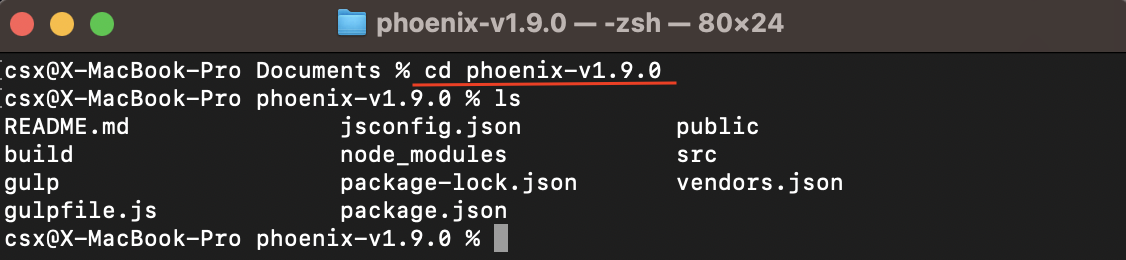 phoenix-v1.9.0 — -zsh — 80×24
[csx@X-MacBook-Pro Documents % cd phoenix-v1.9.0
[csx@X-MacBook-Pro phoenix-v1.9.0 % ls
README.md jsconfig.json public
build node_modules src
gulp package-lock.json vendors.json
gulpfile.js package.json
csx@X-MacBook-Pro phoenix-v1.9.0 %